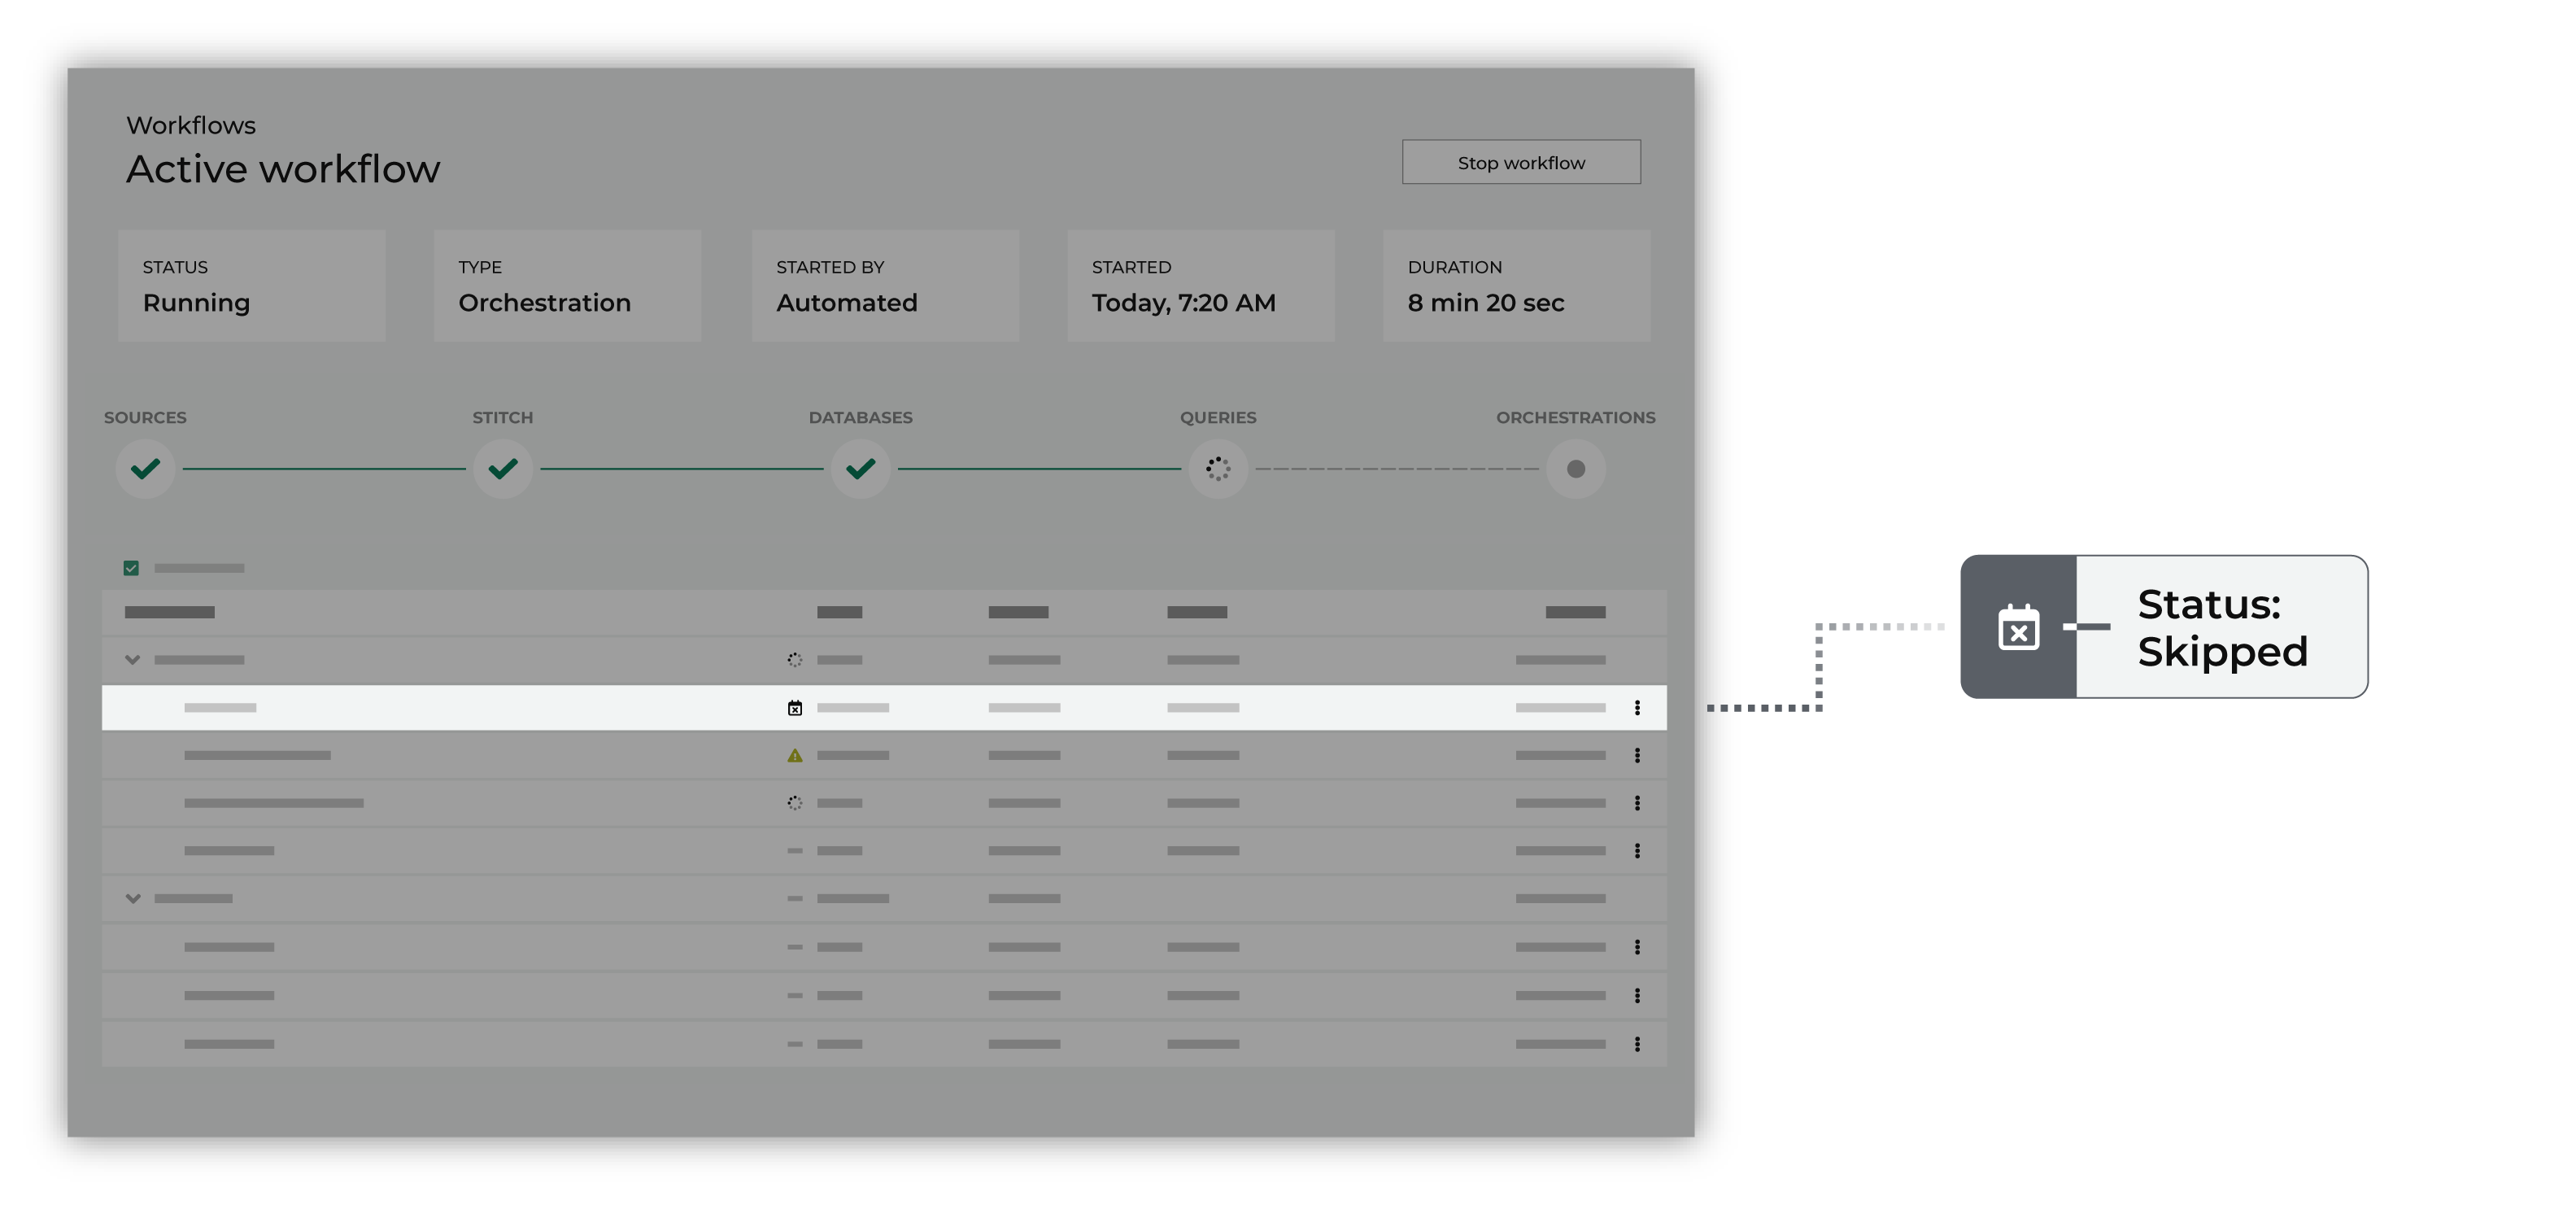 Workflows
Active workflow
Stop workflow
STATUS
Running
TYPE
Orchestration
STARTED BY
Automated
STARTED
Today, 7:20 AM
DURATION
8 min 20 sec
SOURCES
STITCH
DATABASES
QUERIES
ORCHESTRATIONS
Status:
Skipped